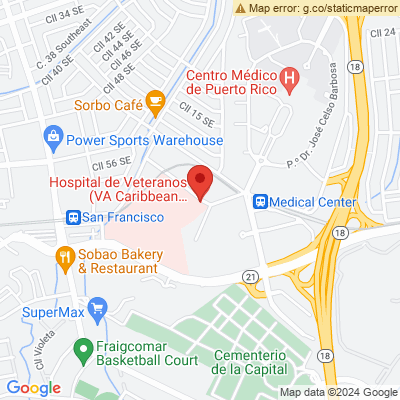 Map error: g.co/staticmaperror
Cll 34 SE
C. 38 Southeast
Cll 42 SE
Cll 44 SE
Cll 46 SE
Cll 40 SE
Cll 48 SE
Cll 24
18
Centro Médico
de Puerto Rico
Sorbo Café
Cll 15 SE
P.º Dr. José Celso Barbosa
Power Sports Warehouse
Cll 56 SE
Hospital de Veteranos
(VA Caribbean...
Medical Center
San Francisco
18
Sobao Bakery
& Restaurant
21
SuperMax
Cll Violeta
Fraigcomar
Basketball Court
Cementerio
de la Capital
18
Google
Map data ©2024 Google